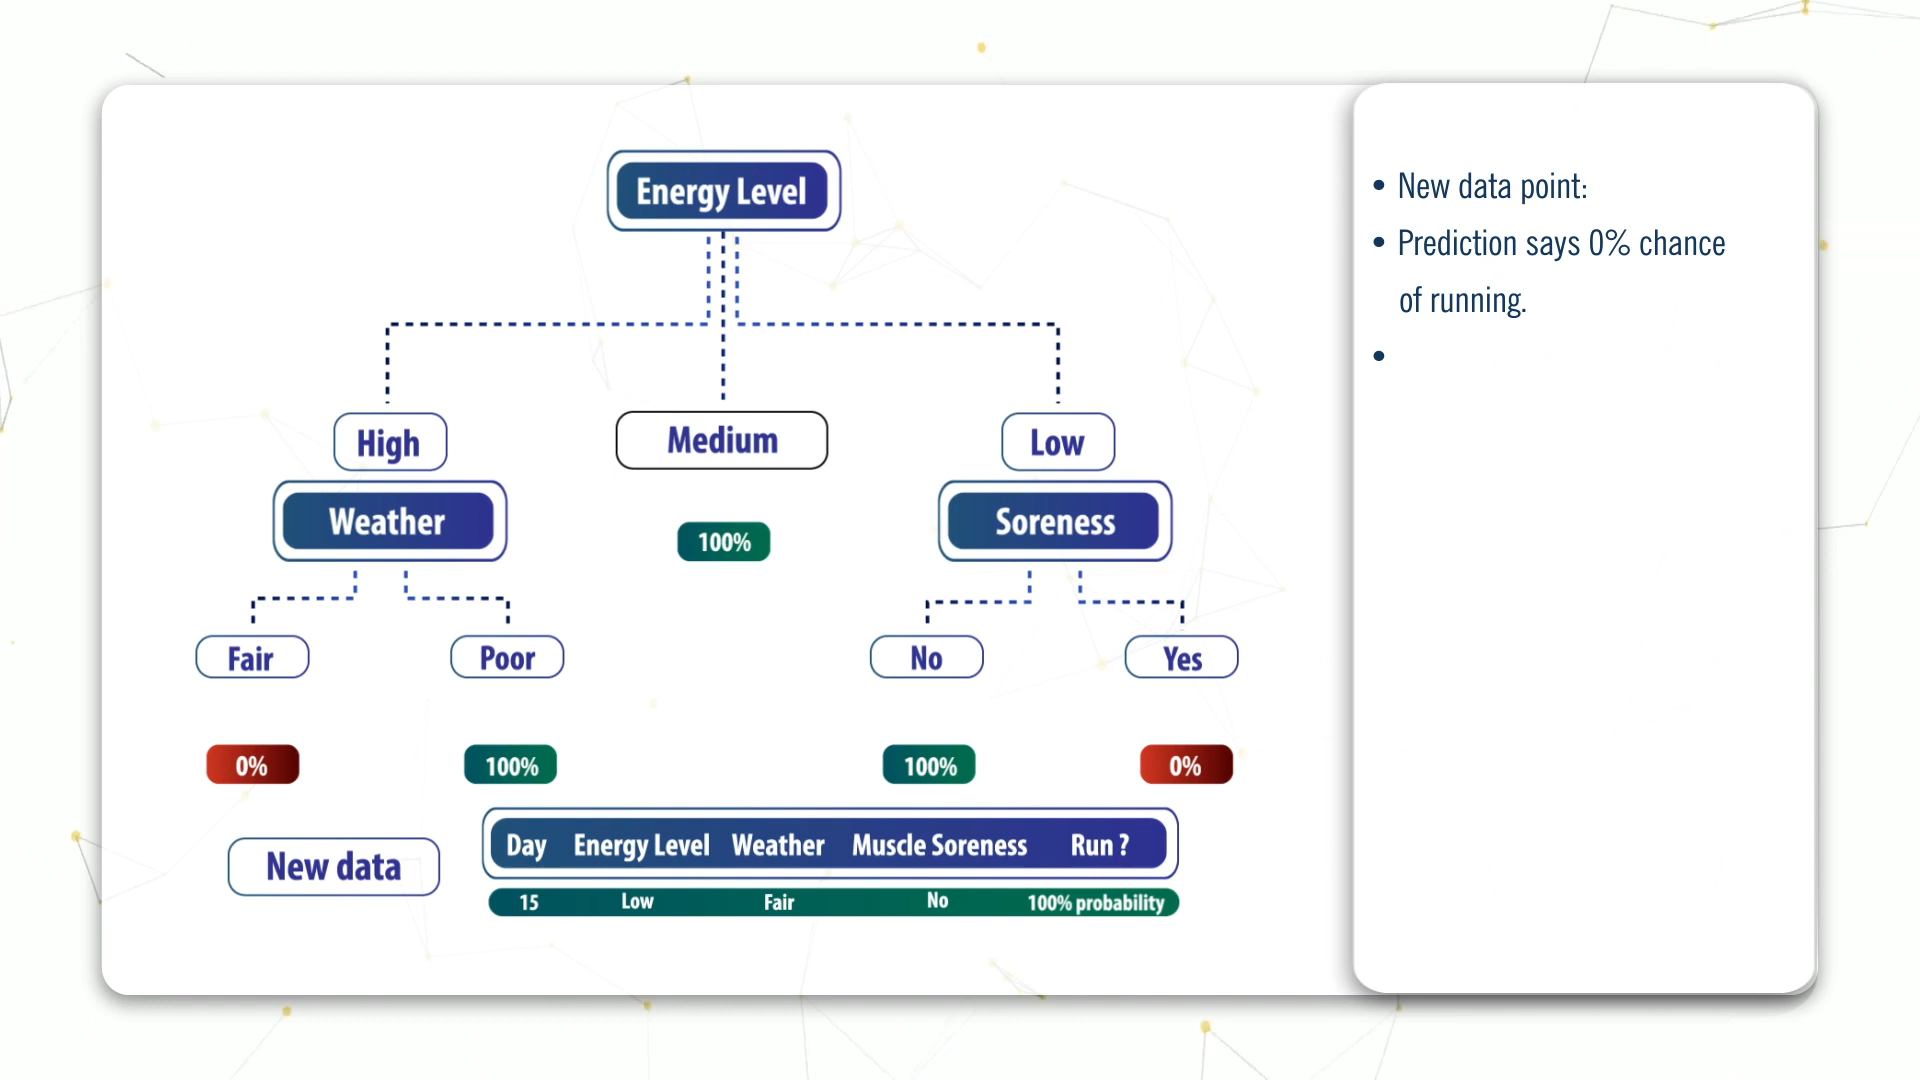 Energy Level
High
Medium
Low
Weather
100%
Soreness
Fair
Poor
No
Yes
0%
100%
100%
0%
New data
Day Energy Level Weather Muscle Soreness Run ?
15 Low Fair No 100% probability
• New data point:
• Prediction says 0% chance
of running.
•